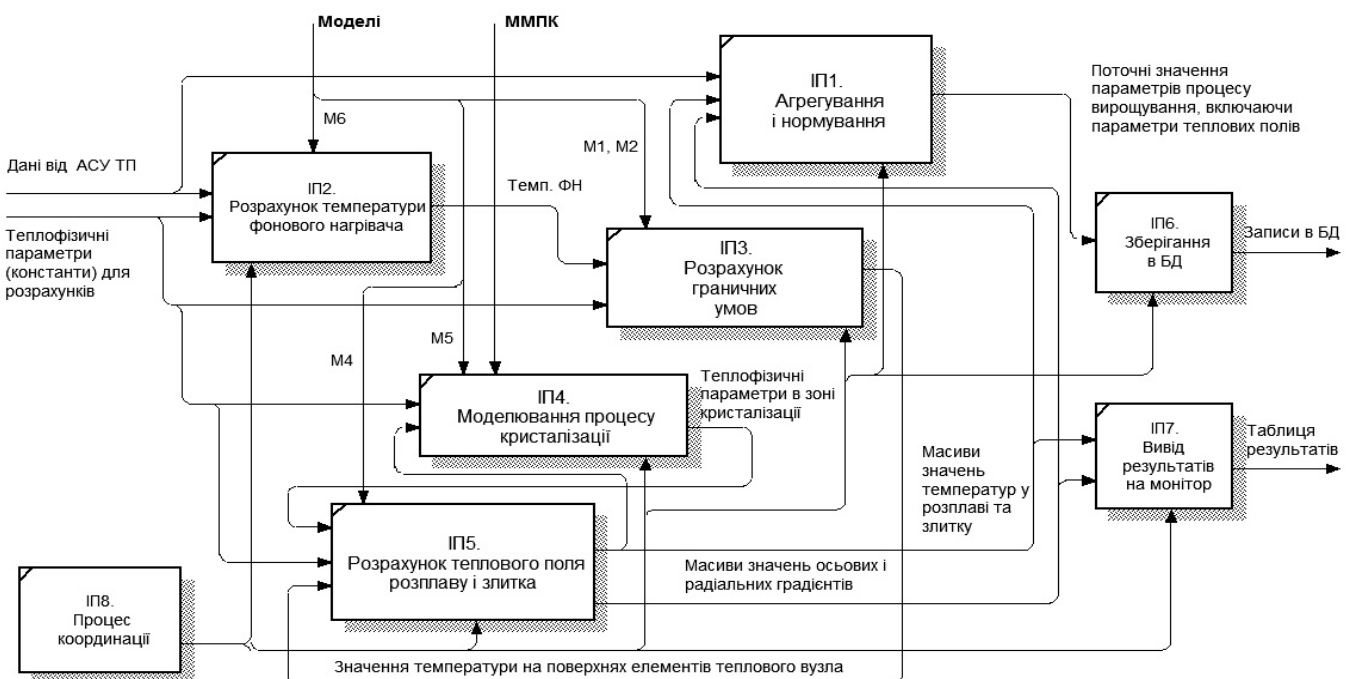 Моделі
ММПК
М6
М1, М2
ІП1.
Агрегування
і нормування
Поточні значення
параметрів процесу
вирощування, включаючи
параметри теплових полів
Дані від АСУ ТП
ІП2.
Розрахунок температури
фонового нагрівача
Темп. ФН
Теплофізичні
параметри
(константи) для
розрахунків
ІП3.
Розрахунок
граничних
умов
ІП6.
Зберігання
в БД
Записи в БД
М4
М5
ІП4.
Моделювання процесу
кристалізації
Теплофізичні
параметри в зоні
кристалізації
Масиви
значень
температур у
розплаві та
злитку
ІП7.
Вивід
результатів
на монітор
Таблиця
результатів
ІП5.
Розрахунок теплового поля
розплаву і злитка
Масиви значень осьових і
радіальних градієнтів
ІП8.
Процес
координації
Значення температури на поверхнях елементів теплового вузла